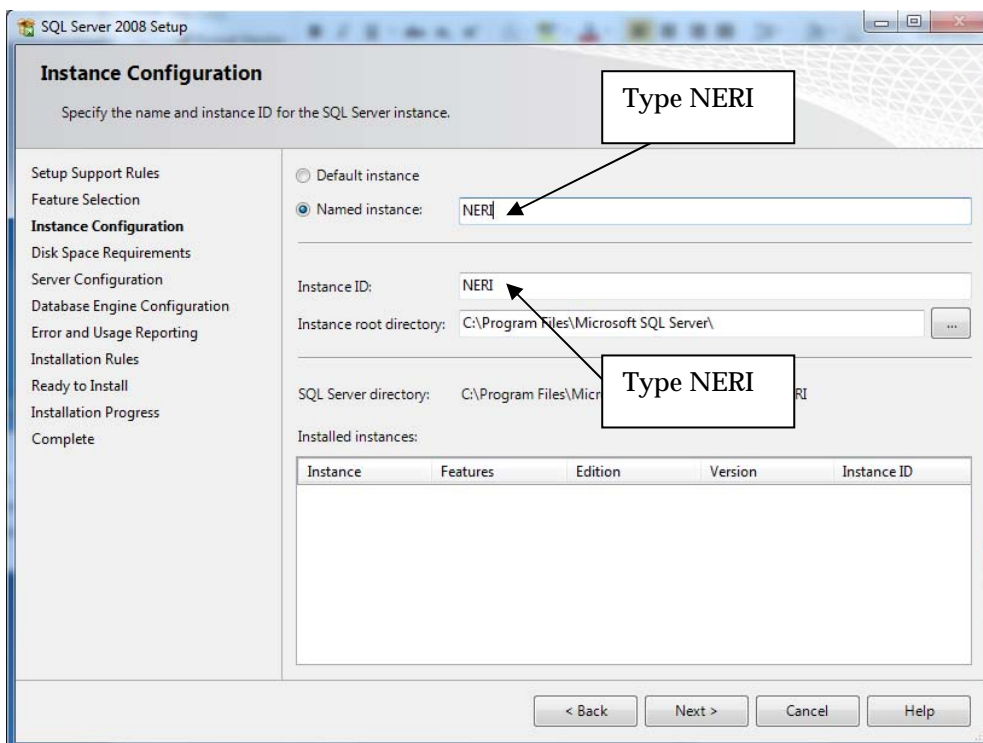 SQL Server 2008 Setup
Instance Configuration
Specify the name and instance ID for the SQL Server instance.
Type NERI
Setup Support Rules
Feature Selection
Instance Configuration
Disk Space Requirements
Server Configuration
Database Engine Configuration
Error and Usage Reporting
Installation Rules
Ready to Install
Installation Progress
Complete
Default instance
Named instance: NERI
Instance ID: NERI
Instance root directory: C:\Program Files\Microsoft SQL Server\ ...
Type NERI
SQL Server directory: C:\Program Files\Micr RI
Installed instances:
Instance Features Edition Version Instance ID
< Back Next > Cancel Help